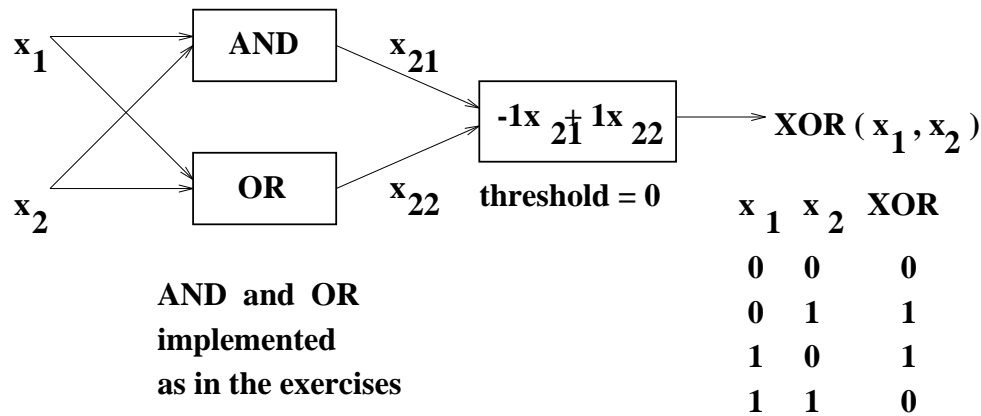 x1
AND
x21
-1x21 + 1x22
XOR ( x1 , x2 )
x2
OR
x22
threshold = 0
x1 x2 XOR
0 0 0
0 1 1
1 0 1
1 1 0
AND and OR
implemented
as in the exercises